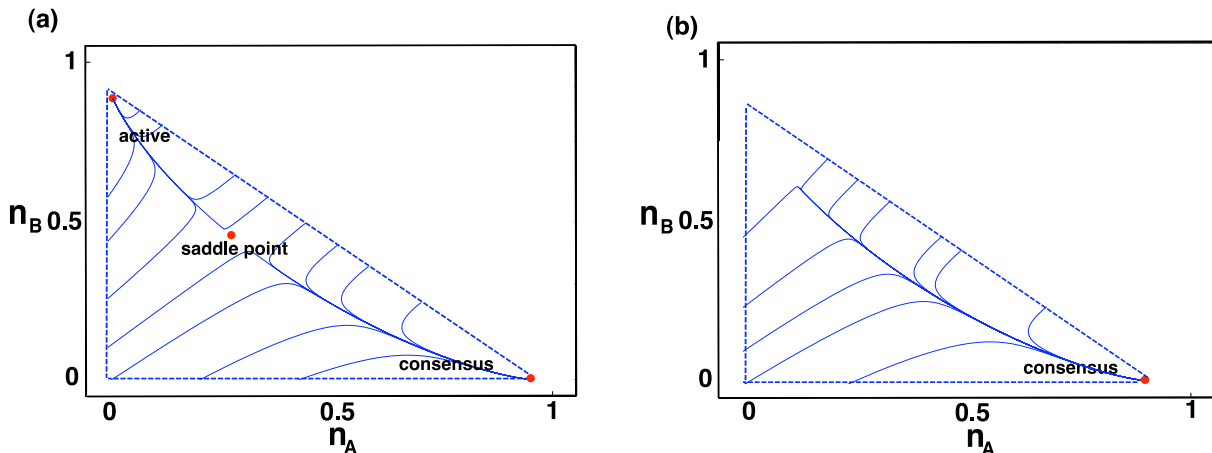 (a)
1
n_B 0.5
0
0 0.5 1
n_A
active
saddle point
consensus
(b)
1
n_B 0.5
0
0 0.5 1
n_A
consensus